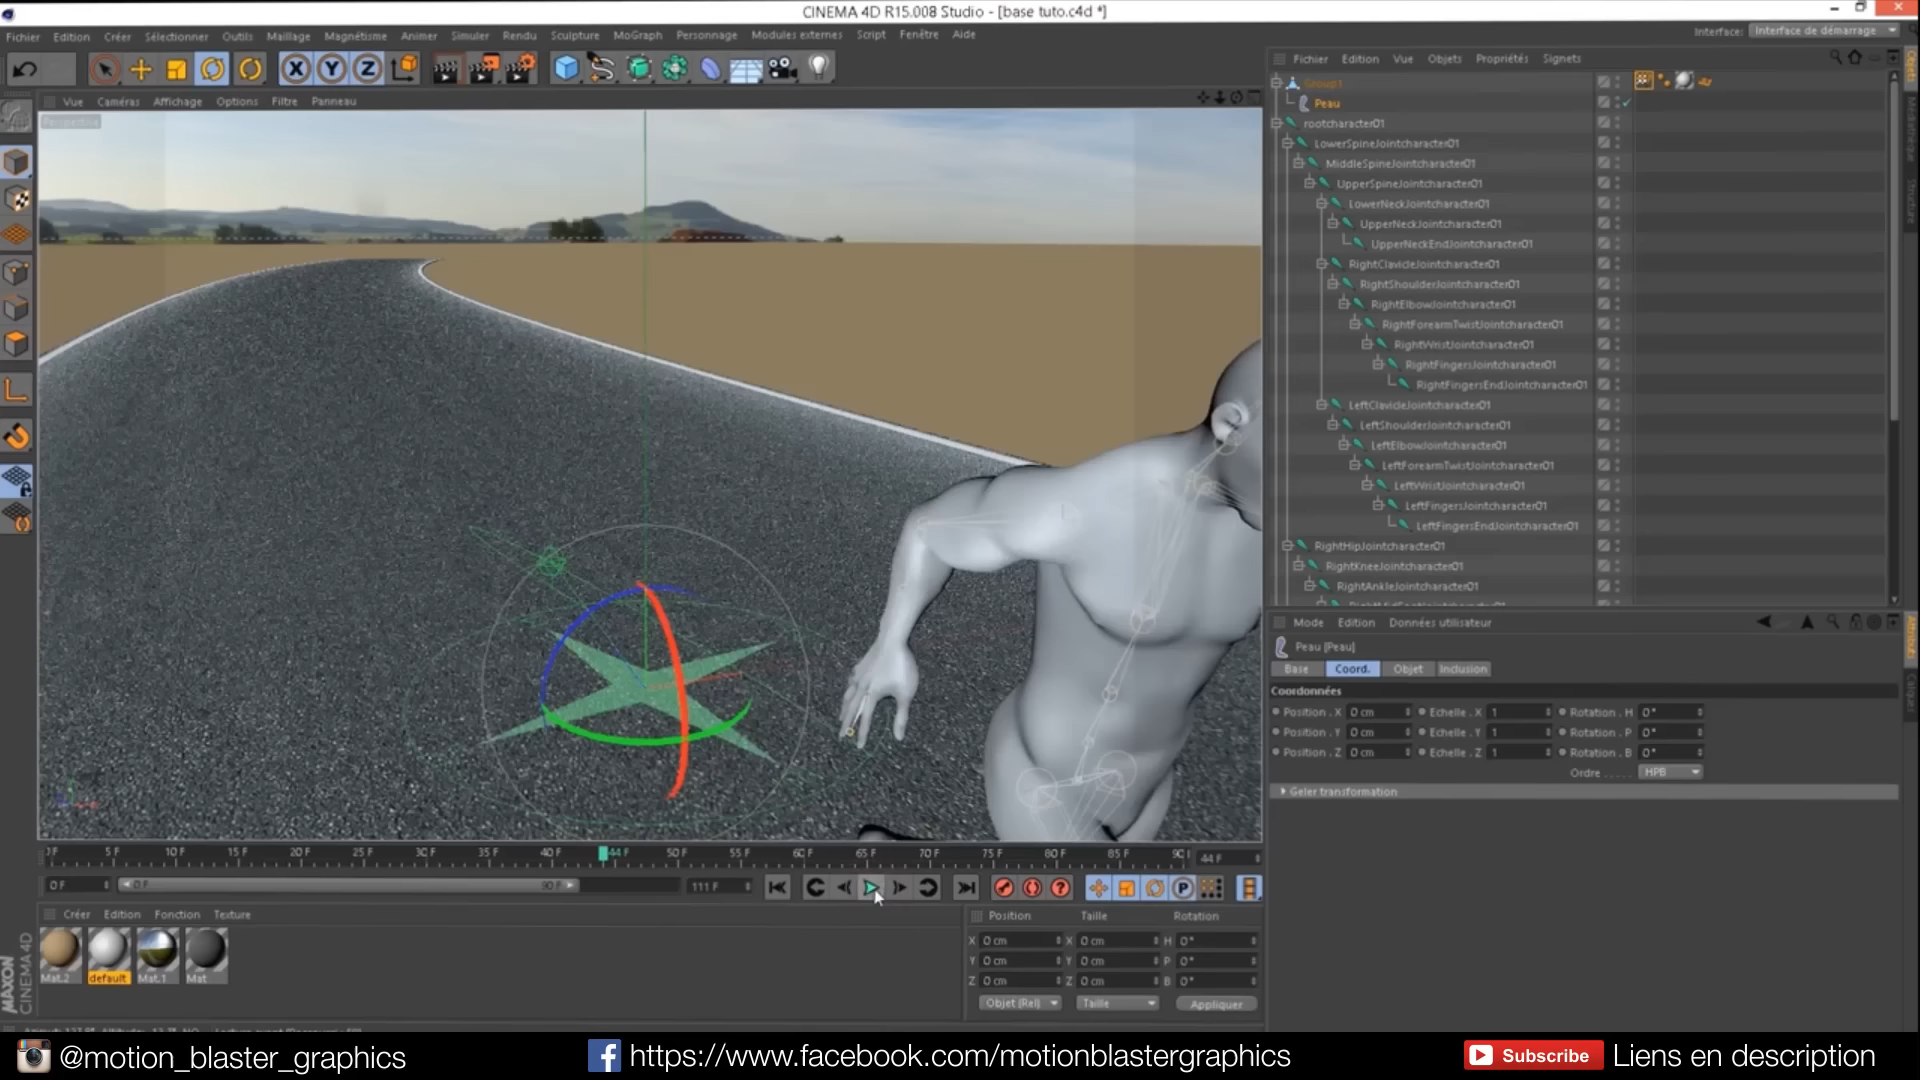 CINEMA 4D R15.008 Studio - [base tuto.c4d *]
Fichier Edition Créer Sélectionner Outils Maillage Magnétisme Animer Simuler Rendu Sculpture MoGraph Personnage Modules externes Script Fenêtre Aide
Interface: Interface de démarrage
X Y Z
Fichier Edition Vue Objets Propriétés Signets
Vue Caméras Affichage Options Filtre Panneau
Perspective
Group1
Peau
rootcharacter01
LowerSpineJointcharacter01
MiddleSpineJointcharacter01
UpperSpineJointcharacter01
LowerNeckJointcharacter01
UpperNeckJointcharacter01
UpperNeckEndJointcharacter01
RightClavicleJointcharacter01
RightShoulderJointcharacter01
RightElbowJointcharacter01
RightForearmTwistJointcharacter01
RightWristJointcharacter01
RightFingersJointcharacter01
RightFingersEndJointcharacter01
LeftClavicleJointcharacter01
LeftShoulderJointcharacter01
LeftElbowJointcharacter01
LeftForearmTwistJointcharacter01
LeftWristJointcharacter01
LeftFingersJointcharacter01
LeftFingersEndJointcharacter01
RightHipJointcharacter01
RightKneeJointcharacter01
RightAnkleJointcharacter01
Objets
Structure
Attributs
Calques
Mode Edition Données utilisateur
Peau [Peau]
Base Coord. Objet Inclusion
Coordonnées
Position . X 0 cm Echelle . X 1 Rotation . H 0°
Position . Y 0 cm Echelle . Y 1 Rotation . P 0°
Position . Z 0 cm Echelle . Z 1 Rotation . B 0°
Ordre ..... HPB
Geler transformation
5 F 10 F 15 F 20 F 25 F 30 F 35 F 40 F 44 F 50 F 55 F 60 F 65 F 70 F 75 F 80 F 85 F 44 F
0 F 0 F 90 F 111 F
Créer Edition Fonction Texture
Mat.2 default Mat.1 Mat
Position Taille Rotation
X 0 cm X 0 cm H 0°
Y 0 cm Y 0 cm P 0°
Z 0 cm Z 0 cm B 0°
Objet (Rel) Taille Appliquer
MAXON CINEMA 4D
@motion_blaster_graphics https://www.facebook.com/motionblastergraphics Subscribe Liens en description